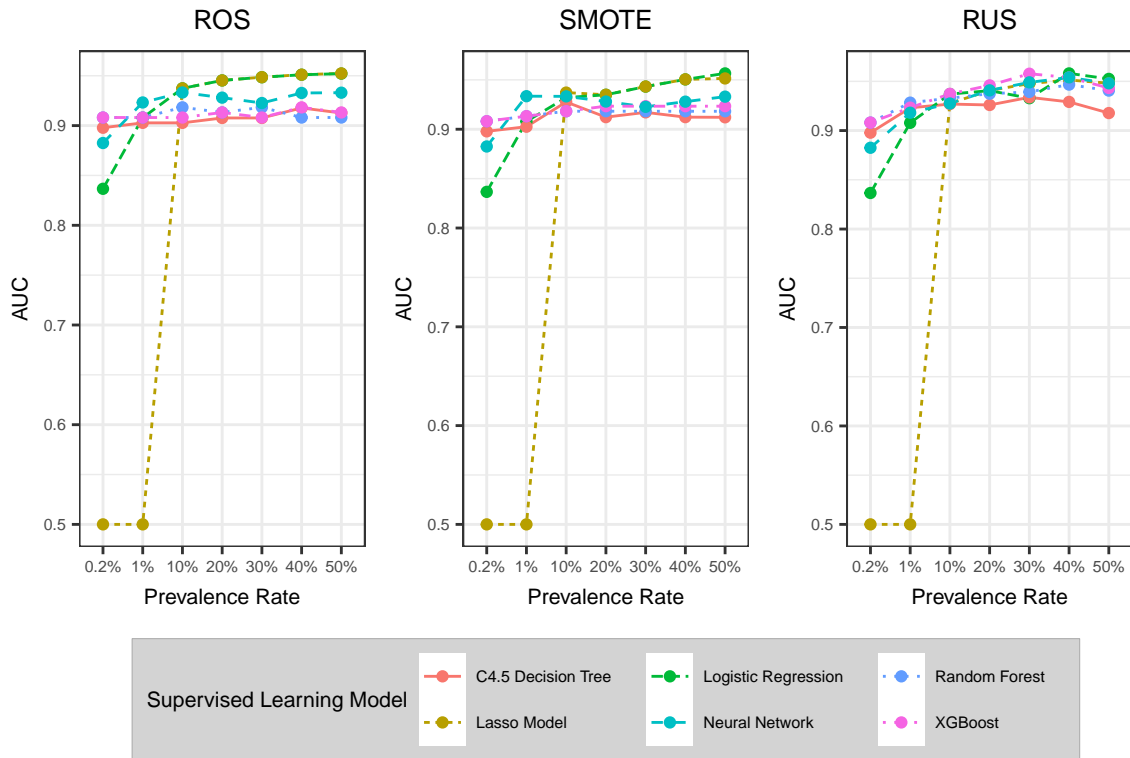 ROS
SMOTE
RUS
AUC
0.9
0.8
0.7
0.6
0.5
0.2% 1% 10% 20% 30% 40% 50%
Prevalence Rate
AUC
0.9
0.8
0.7
0.6
0.5
0.2% 1% 10% 20% 30% 40% 50%
Prevalence Rate
AUC
0.9
0.8
0.7
0.6
0.5
0.2% 1% 10% 20% 30% 40% 50%
Prevalence Rate
Supervised Learning Model
C4.5 Decision Tree
Lasso Model
Logistic Regression
Neural Network
Random Forest
XGBoost